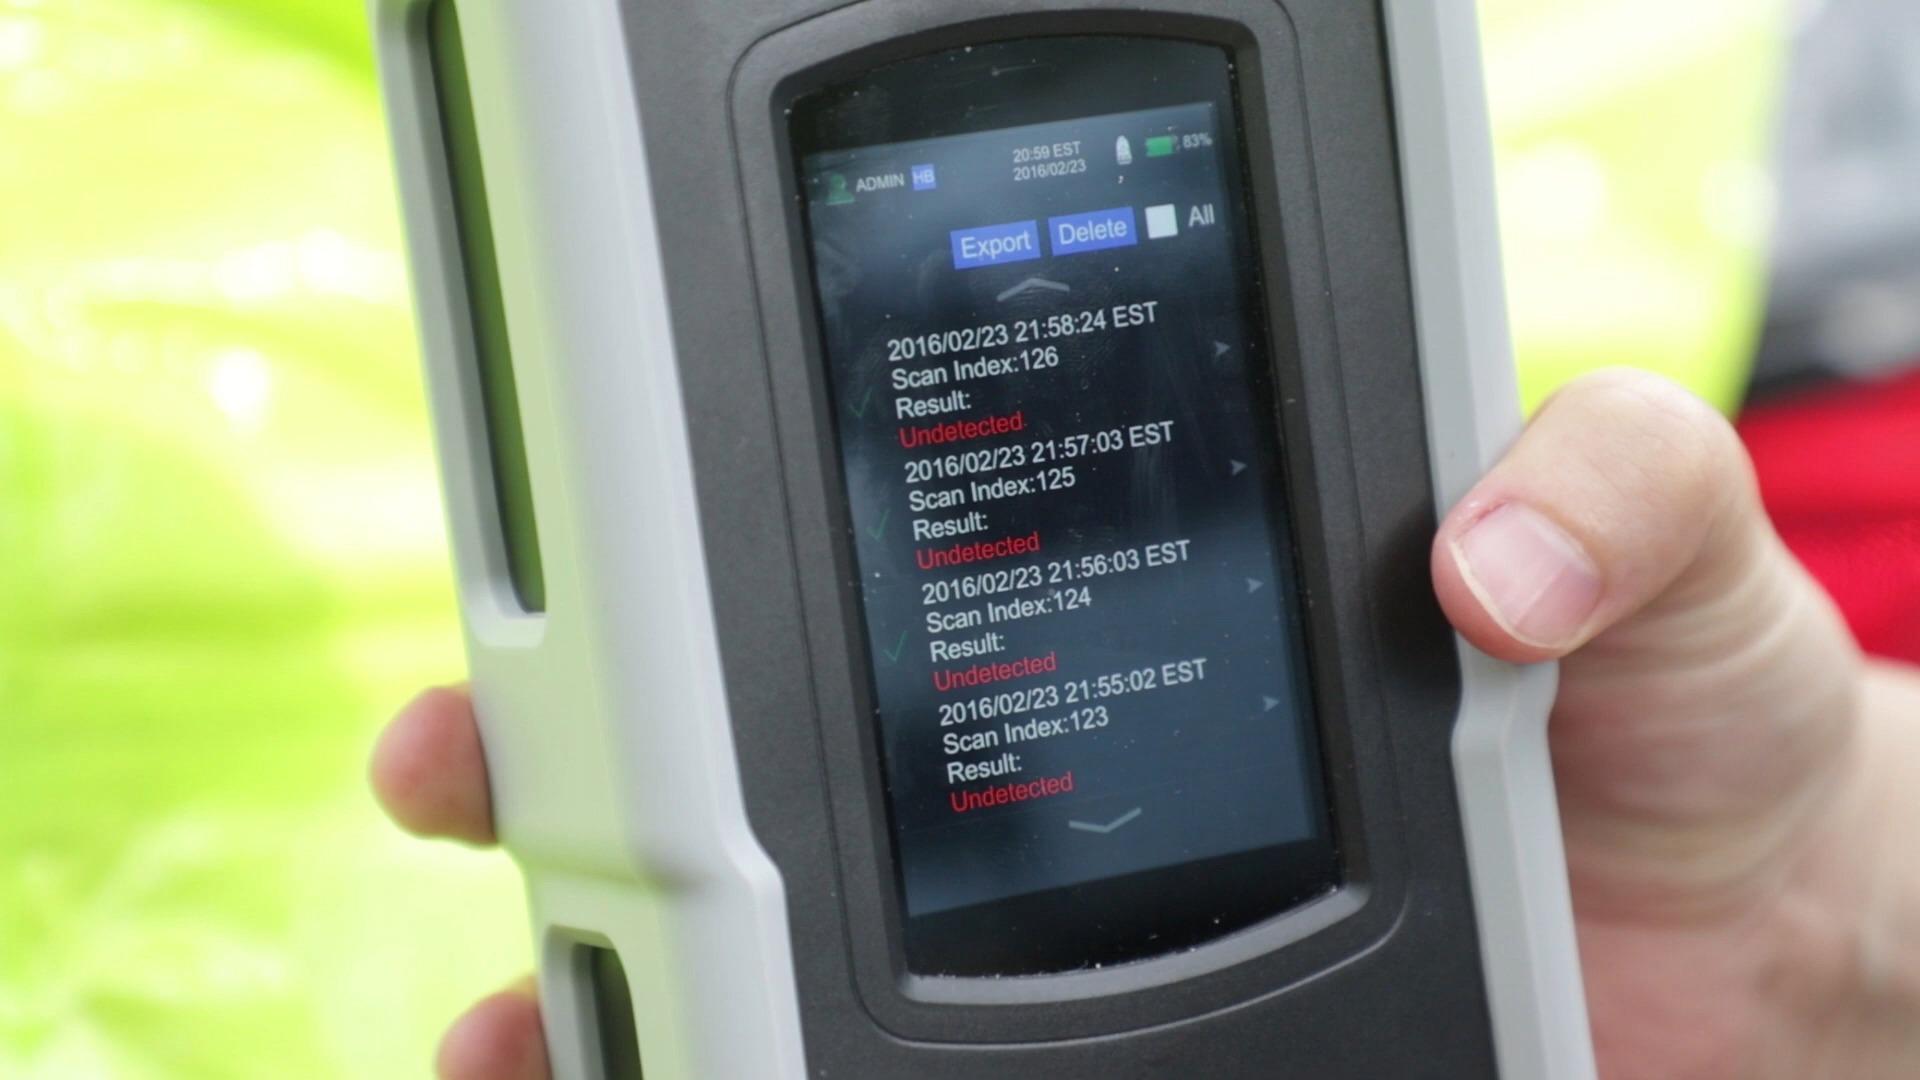 ADMIN HB
20:59 EST
2016/02/23
83%
Export Delete All
2016/02/23 21:58:24 EST
Scan Index:126
Result:
Undetected
2016/02/23 21:57:03 EST
Scan Index:125
Result:
Undetected
2016/02/23 21:56:03 EST
Scan Index:124
Result:
Undetected
2016/02/23 21:55:02 EST
Scan Index:123
Result:
Undetected